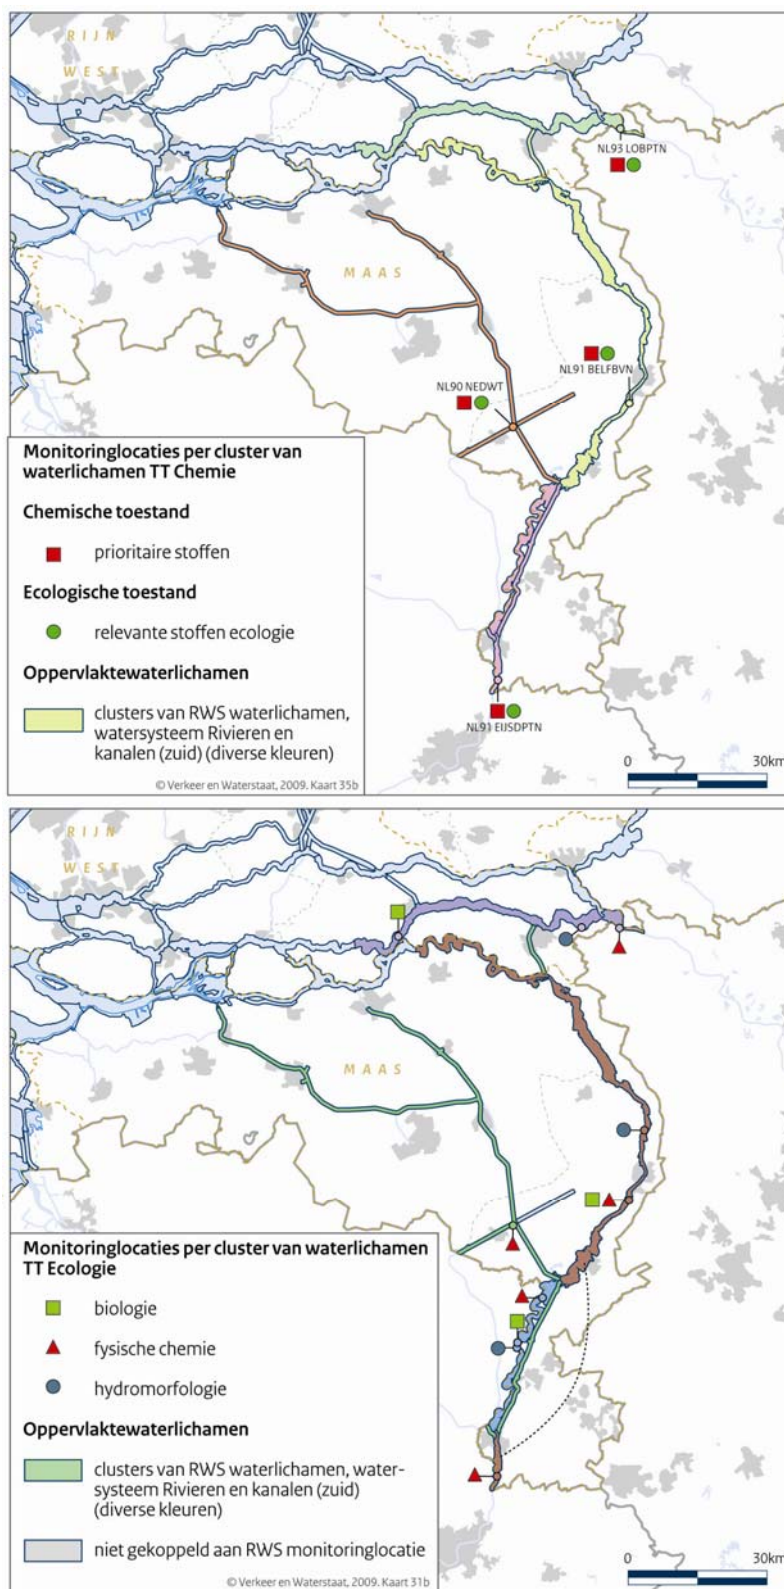 RIJN
WEST
NL93 LOBPTN
MAAS
NL91 BELFBVN
NL90 NEDWT
Monitoringlocaties per cluster van
waterlichamen TT Chemie
Chemische toestand
prioritaire stoffen
Ecologische toestand
relevante stoffen ecologie
Oppervlaktewaterlichamen
clusters van RWS waterlichamen,
watersysteem Rivieren en
kanalen (zuid) (diverse kleuren)
© Verkeer en Waterstaat, 2009. Kaart 35b
NL91 EIJSDPTN
0 30km
RIJN
WEST
MAAS
Monitoringlocaties per cluster van waterlichamen
TT Ecologie
biologie
fysische chemie
hydromorfologie
Oppervlaktewaterlichamen
clusters van RWS waterlichamen, water-
systeem Rivieren en kanalen (zuid)
(diverse kleuren)
niet gekoppeld aan RWS monitoringlocatie
© Verkeer en Waterstaat, 2009. Kaart 31b
0 30km